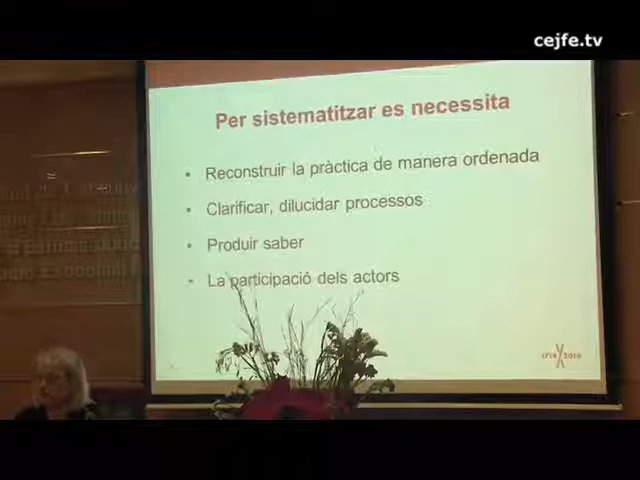 cejfe.tv
Per sistematitzar es necessita
• Reconstruir la pràctica de manera ordenada
• Clarificar, dilucidar processos
• Produir saber
• La participació dels actors